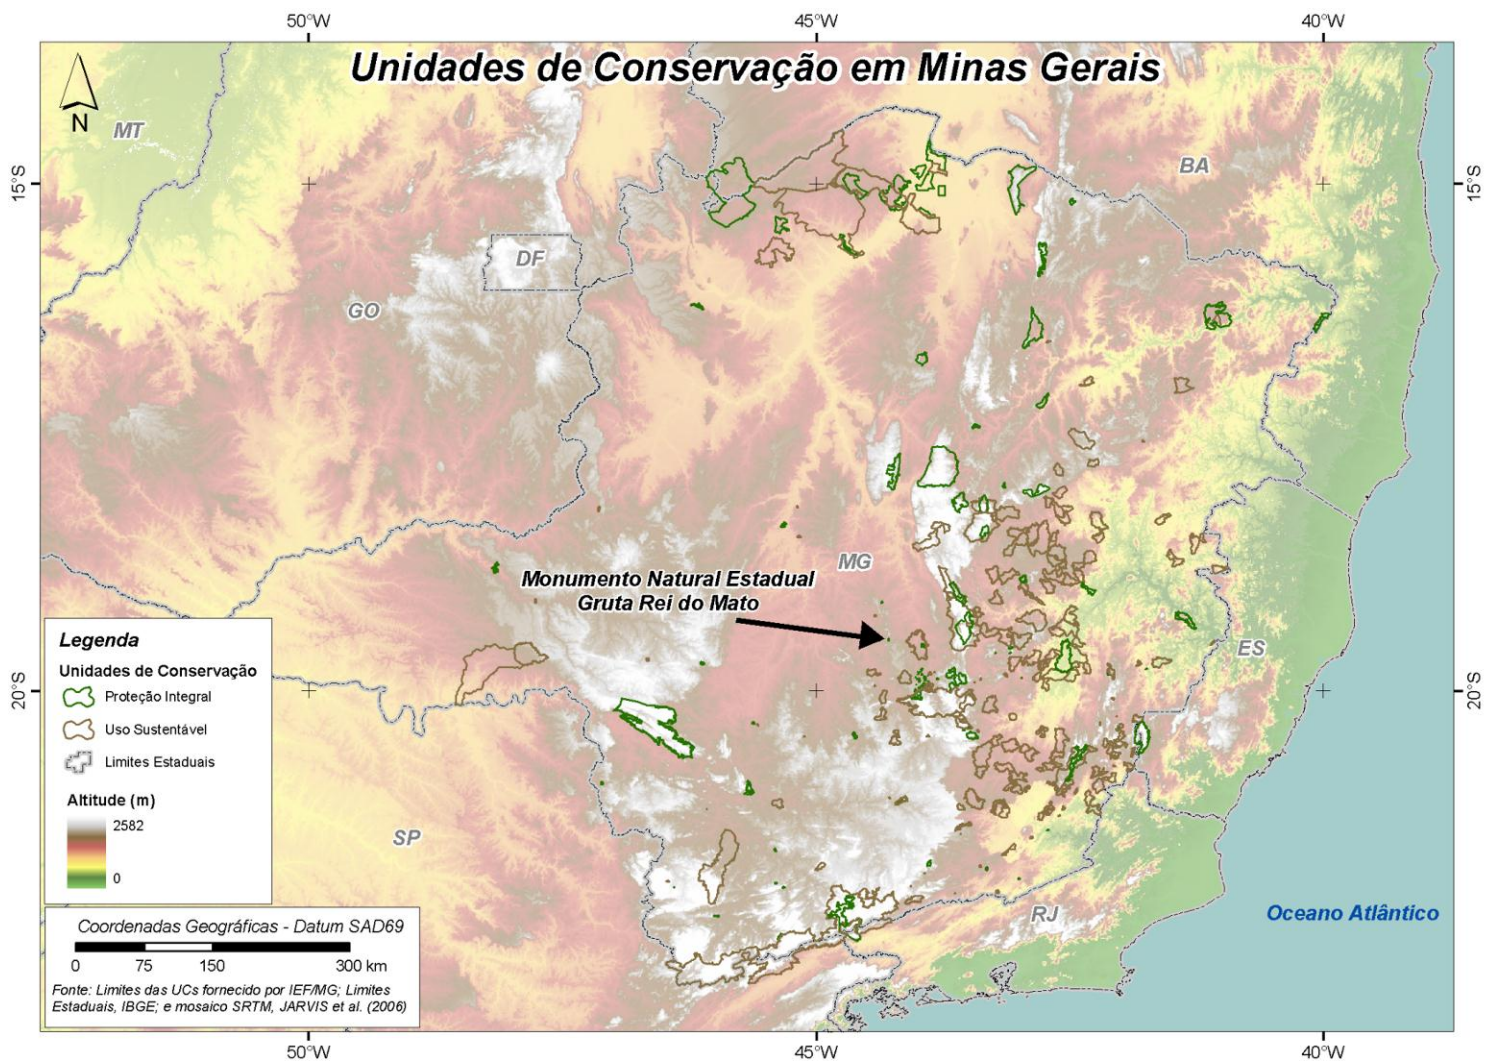 50°W 45°W 40°W
Unidades de Conservação em Minas Gerais
N
MT
BA
15°S 15°S
DF
GO
MG
Monumento Natural Estadual
Gruta Rei do Mato
ES
20°S 20°S
Legenda
Unidades de Conservação
Proteção Integral
Uso Sustentável
Limites Estaduais
Altitude (m)
2582
0
SP
RJ
Oceano Atlântico
Coordenadas Geográficas - Datum SAD69
0 75 150 300 km
Fonte: Limites das UCs fornecido por IEF/MG; Limites
Estaduais, IBGE; e mosaico SRTM, JARVIS et al. (2006)
50°W 45°W 40°W